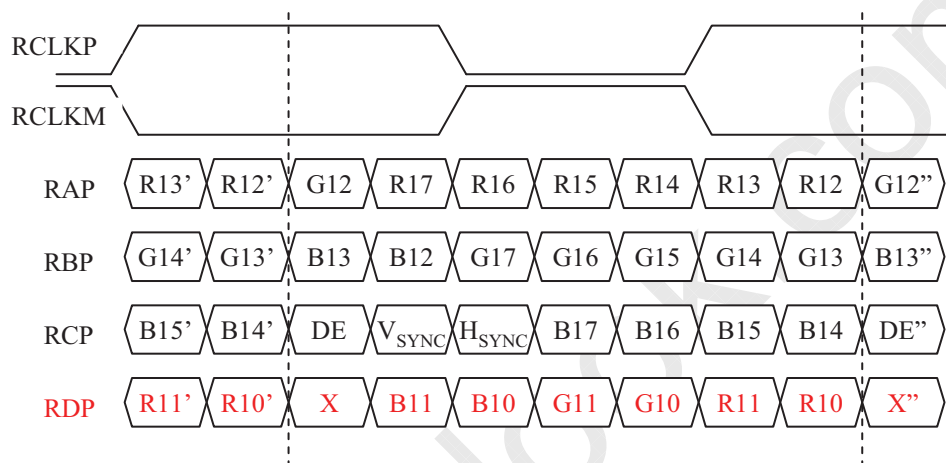 RCLKP
RCLKM
RAP R13’ R12’ G12 R17 R16 R15 R14 R13 R12 G12”
RBP G14’ G13’ B13 B12 G17 G16 G15 G14 G13 B13”
RCP B15’ B14’ DE VSYNC HSYNC B17 B16 B15 B14 DE”
RDP R11’ R10’ X B11 B10 G11 G10 R11 R10 X”